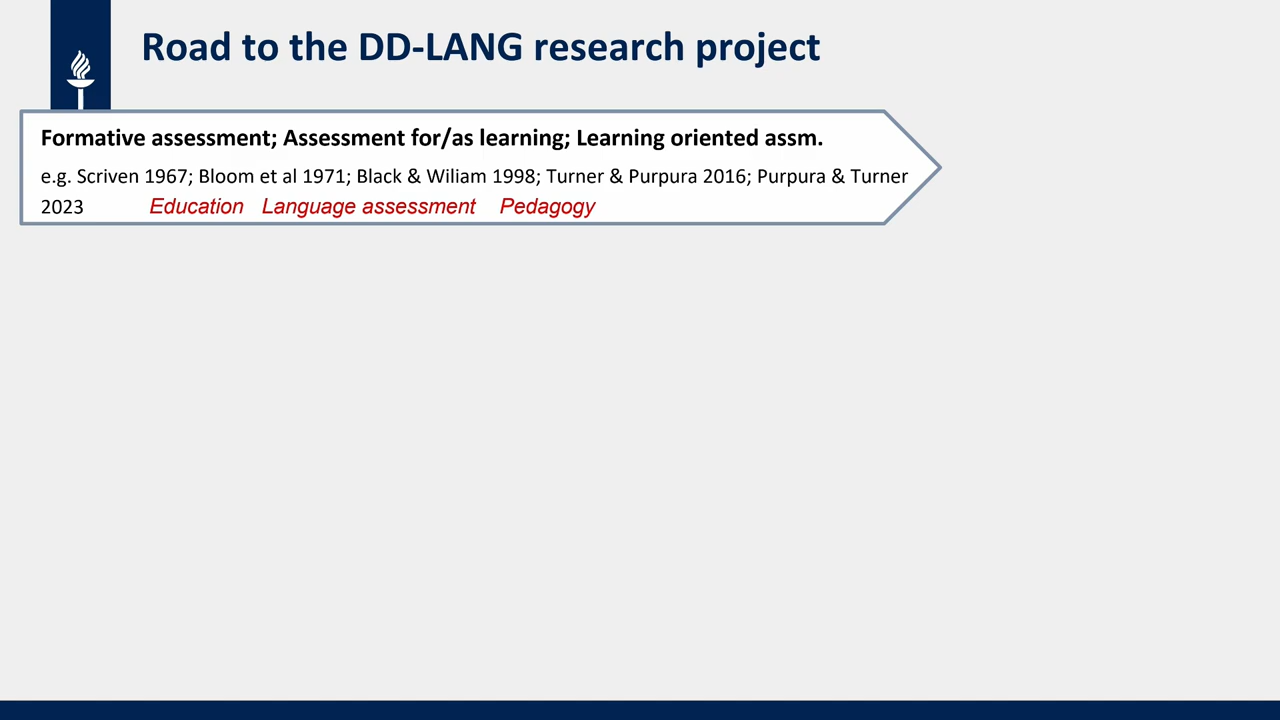 Road to the DD-LANG research project
Formative assessment; Assessment for/as learning; Learning oriented assm.
e.g. Scriven 1967; Bloom et al 1971; Black & Wiliam 1998; Turner & Purpura 2016; Purpura & Turner
2023 Education Language assessment Pedagogy